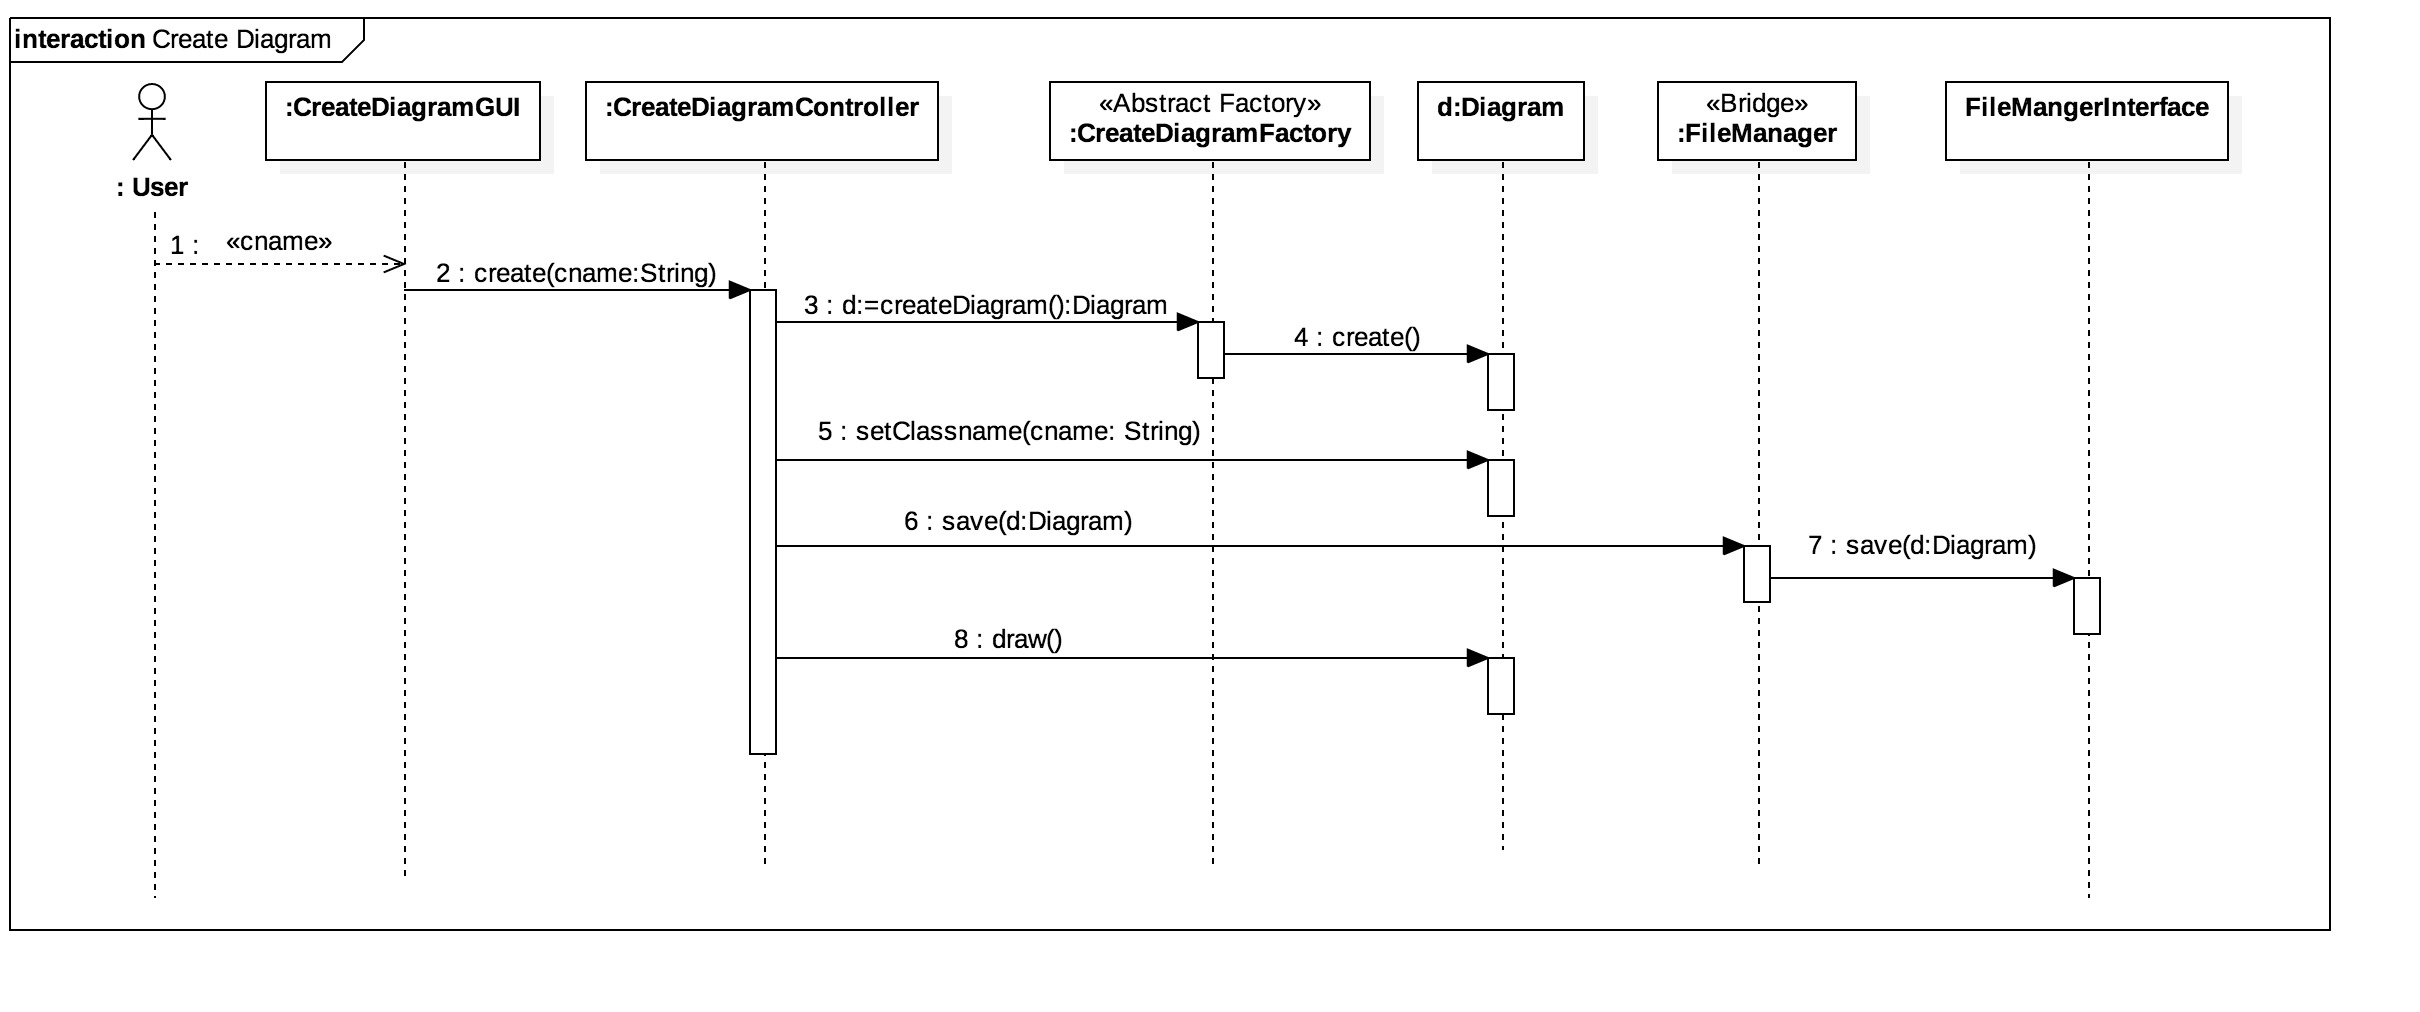 interaction Create Diagram
: User
:CreateDiagramGUI
:CreateDiagramController
«Abstract Factory»
:CreateDiagramFactory
d:Diagram
«Bridge»
:FileManager
FileMangerInterface
1 : «cname»
2 : create(cname:String)
3 : d:=createDiagram():Diagram
4 : create()
5 : setClassname(cname: String)
6 : save(d:Diagram)
7 : save(d:Diagram)
8 : draw()